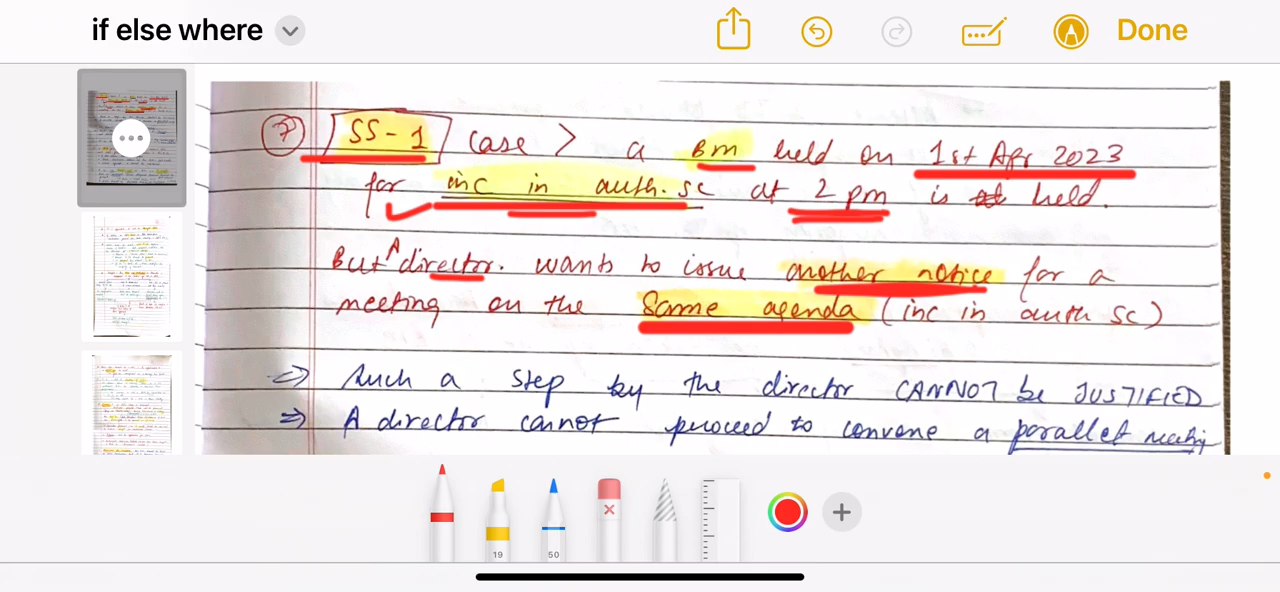 if else where
Done
7 SS-1 Case > a BM held on 1st Apr 2023
for inc in auth. sc at 2 pm is held.
But A director. wants to issue another notice for a
meeting on the same agenda (inc in auth sc)
⇒ Such a step by the director CANNOT be JUSTIFIED
⇒ A director cannot proceed to convene a parallel meeting
19
50